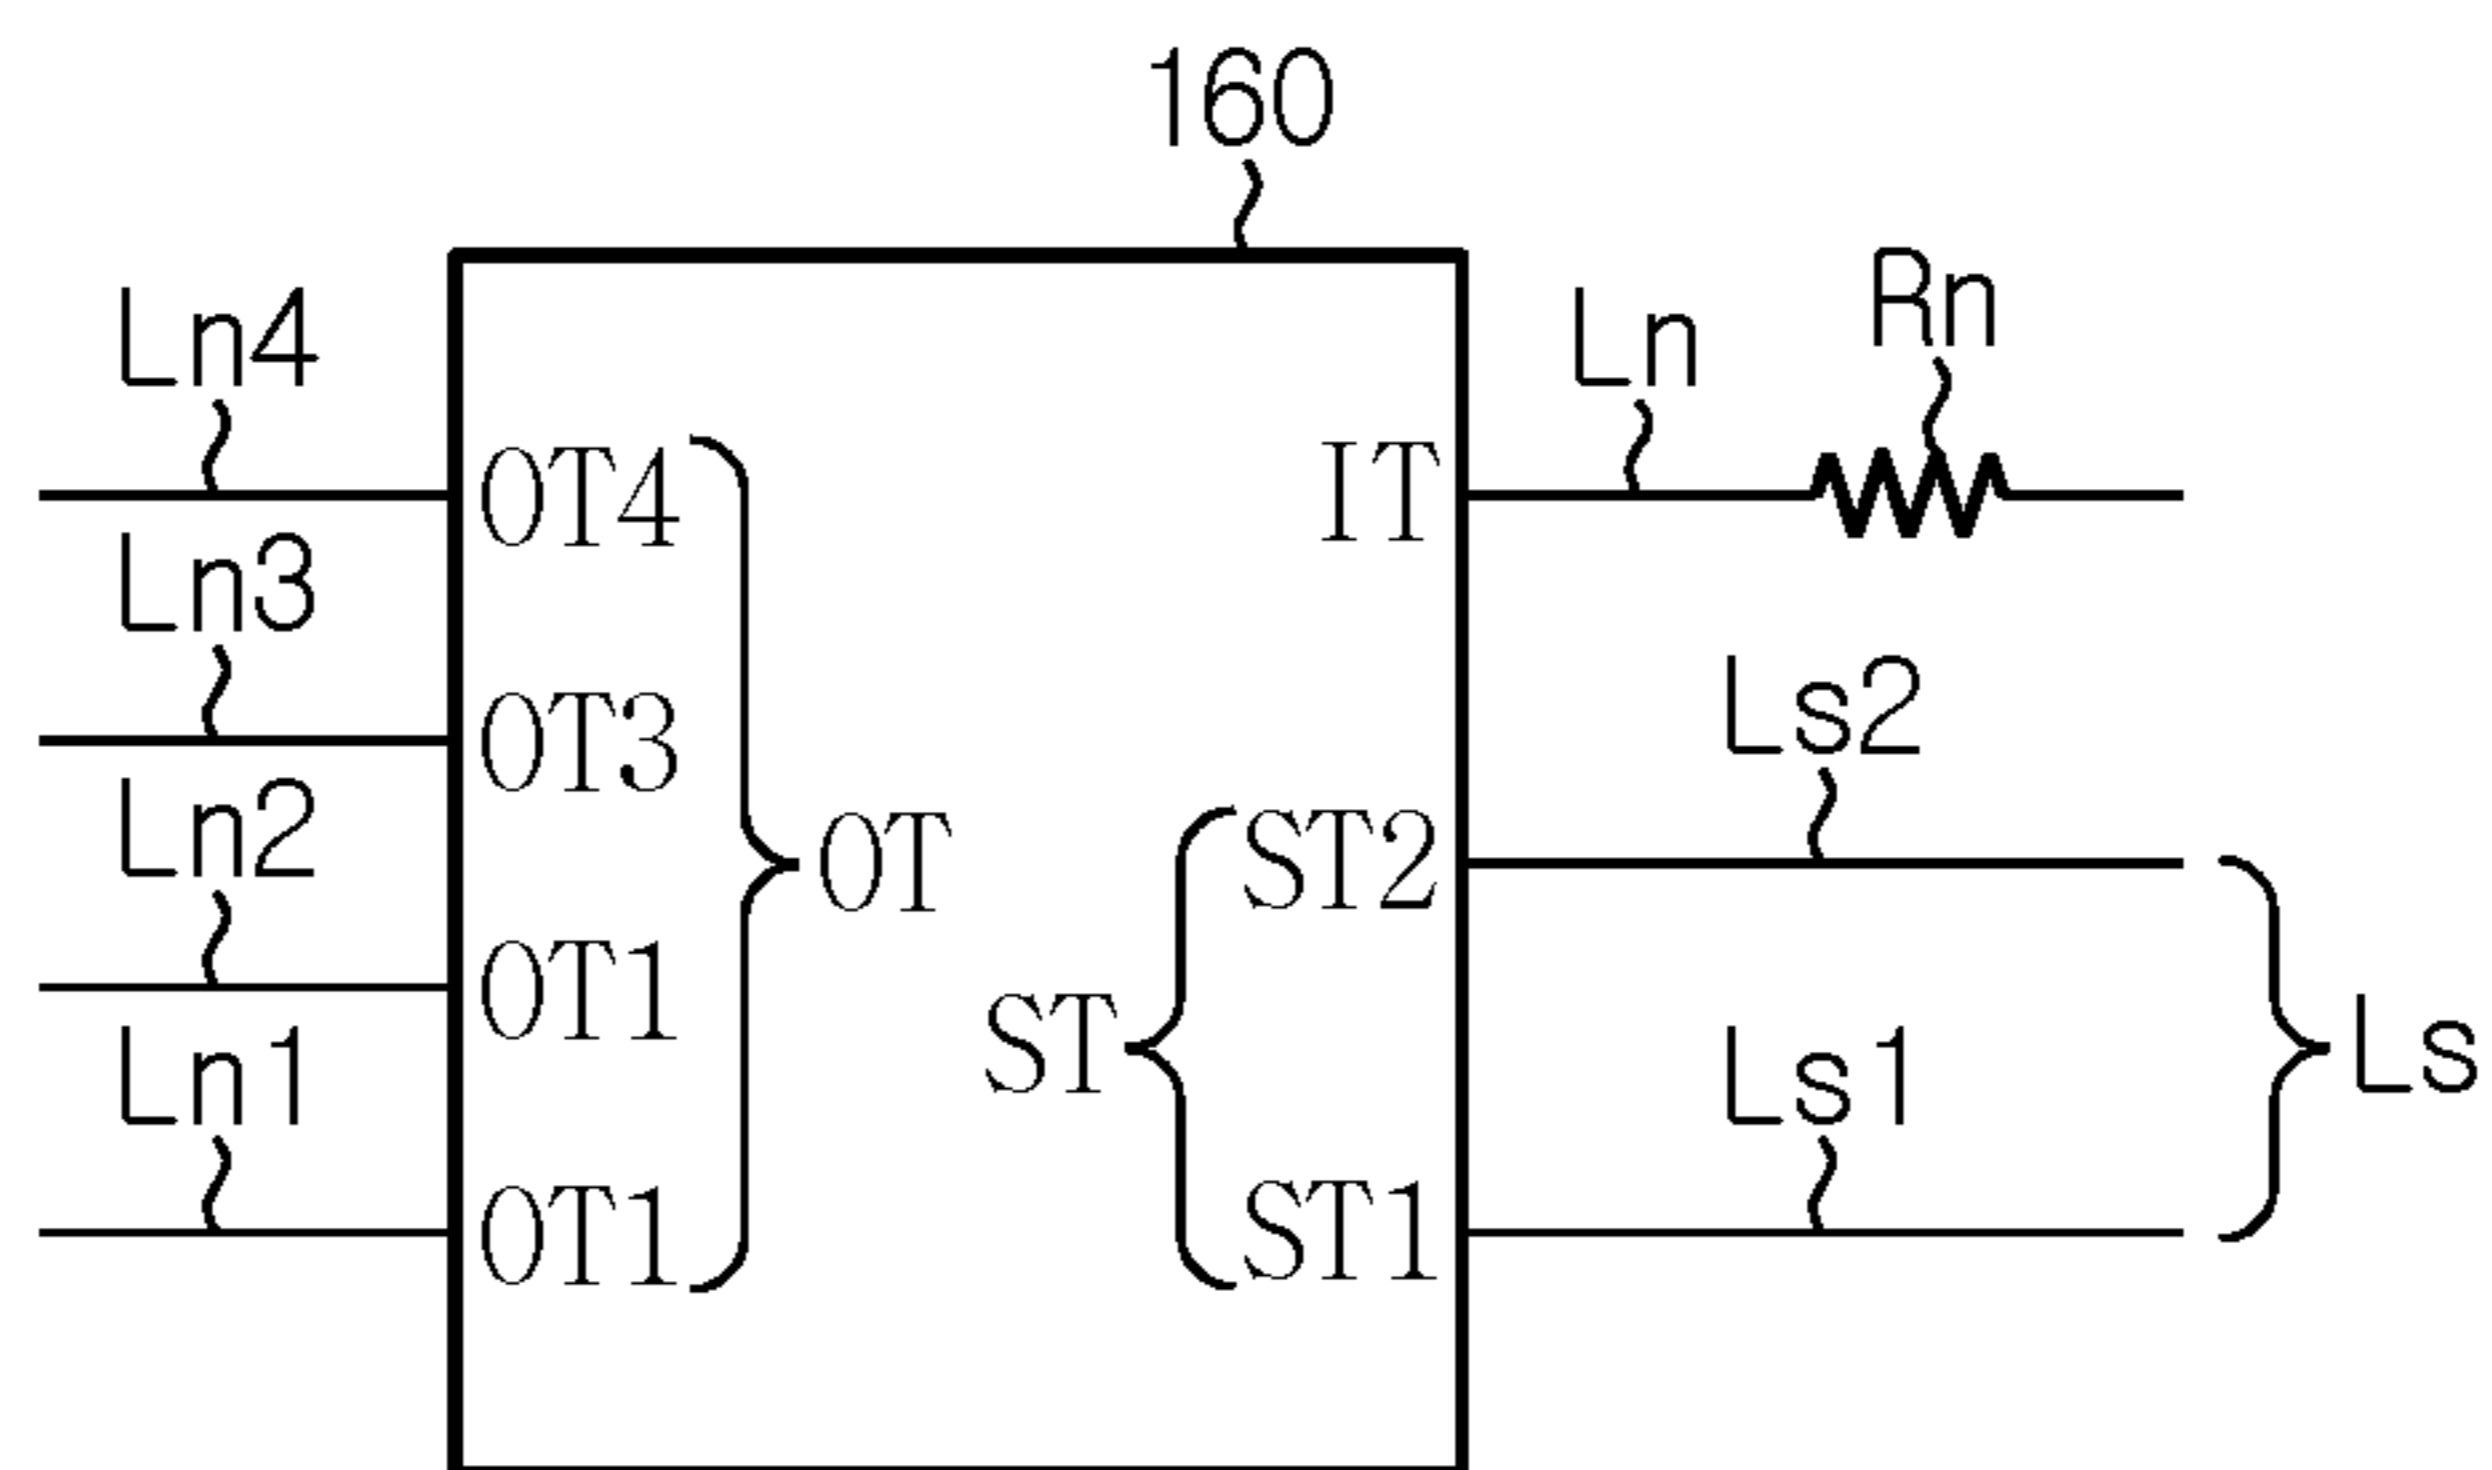 160
Ln4
Ln
Rn
OT4
IT
Ln3
OT3
Ls2
Ln2
OT
ST2
OT1
ST
Ls
Ln1
Ls1
OT1
ST1